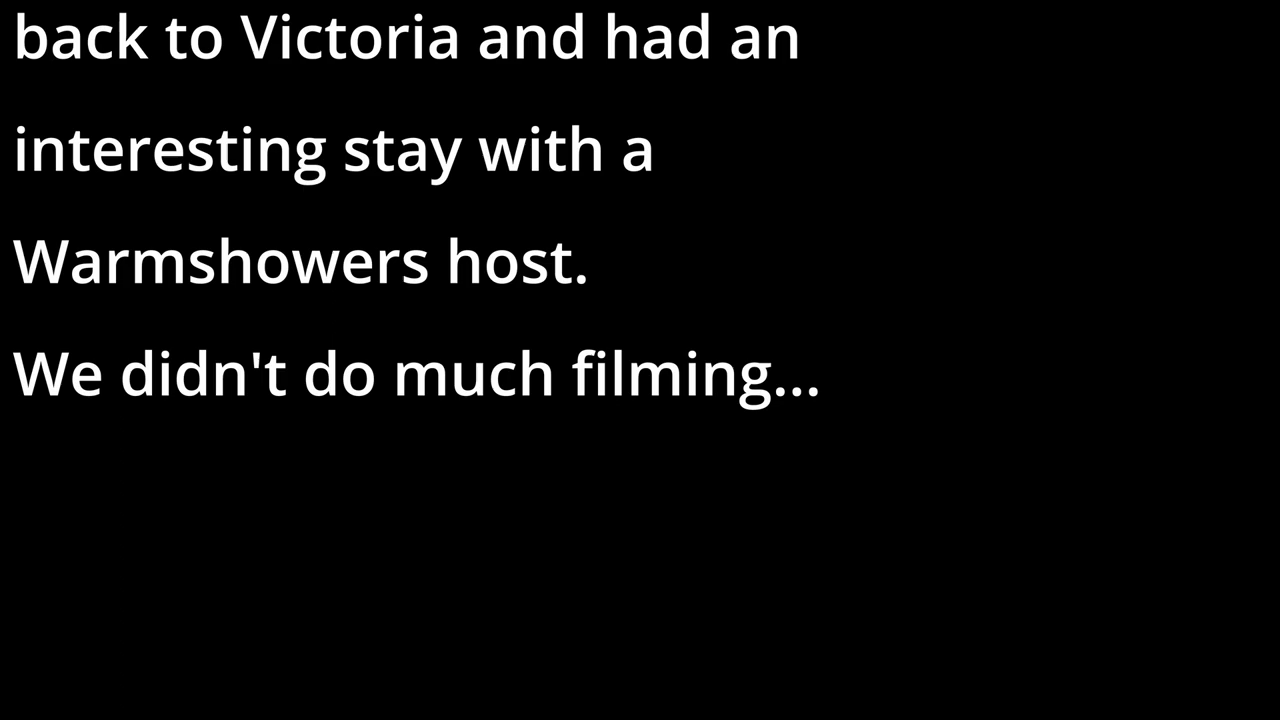 back to Victoria and had an
interesting stay with a
Warmshowers host.
We didn't do much filming...